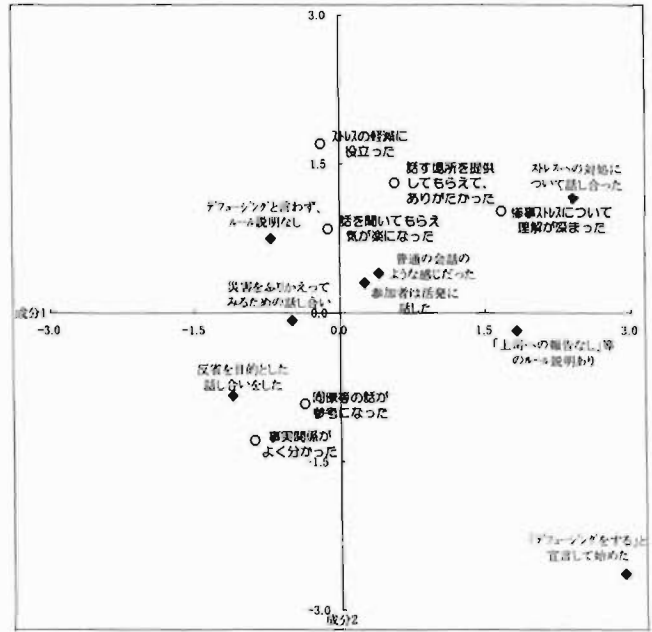 3.0
ストレスの軽減に
役立った
1.5
話す場所を提供
してもらえて、
ありがたかった
ストレスへの対処に
ついて話し合った
デフュージングと言わず、
ルール説明なし
話を聞いてもらえ
気が楽になった
惨事ストレスについて
理解が深まった
普通の会話の
ような感じだった
災害をふりかえって
みるための話し合い
参加者は活発に
話した
成分1
-3.0
-1.5
0.0
0.0
1.5
3.0
「上司への報告なし」等
のルール説明あり
反省を目的とした
話し合いをした
同僚等の話が
参考になった
事実関係が
よく分かった
-1.5
「デフュージングをする」と
宣言して始めた
-3.0
成分2